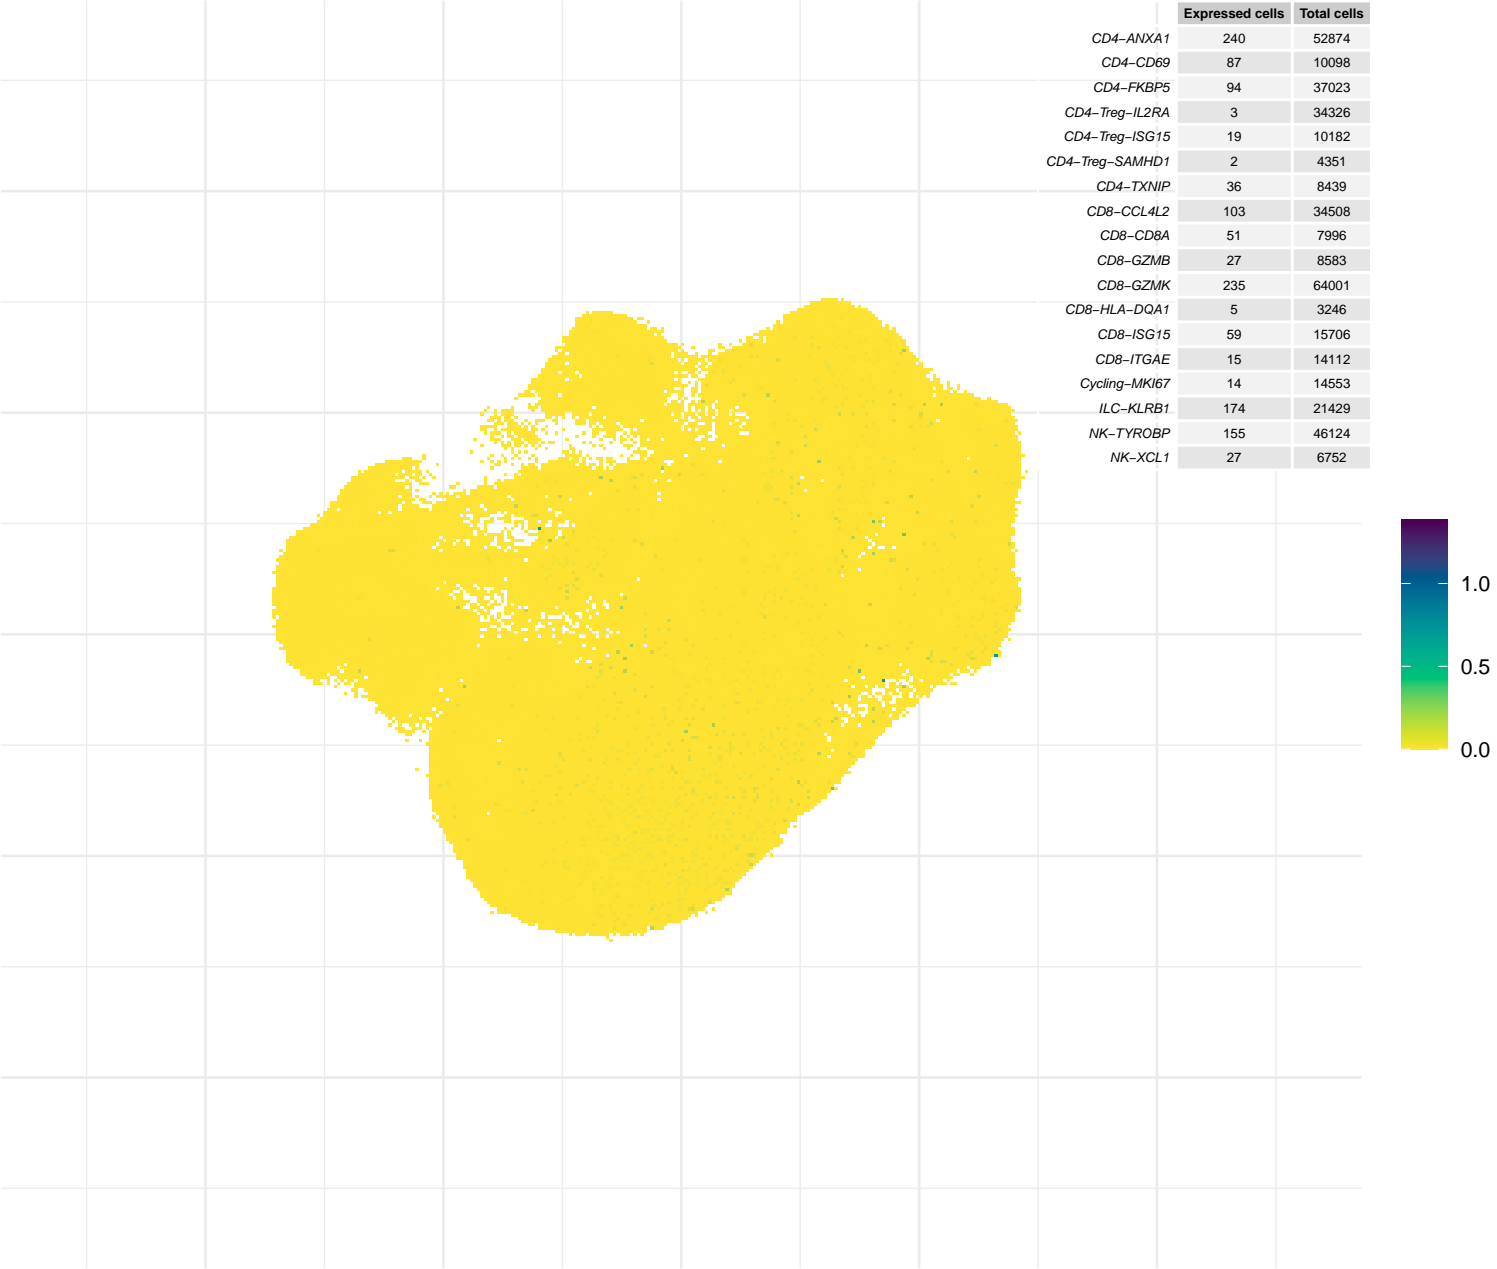 Expressed cells Total cells
CD4−ANXA1 240 52874
CD4−CD69 87 10098
CD4−FKBP5 94 37023
CD4−Treg−IL2RA 3 34326
CD4−Treg−ISG15 19 10182
CD4−Treg−SAMHD1 2 4351
CD4−TXNIP 36 8439
CD8−CCL4L2 103 34508
CD8−CD8A 51 7996
CD8−GZMB 27 8583
CD8−GZMK 235 64001
CD8−HLA−DQA1 5 3246
CD8−ISG15 59 15706
CD8−ITGAE 15 14112
Cycling−MKI67 14 14553
ILC−KLRB1 174 21429
NK−TYROBP 155 46124
NK−XCL1 27 6752
1.0
0.5
0.0